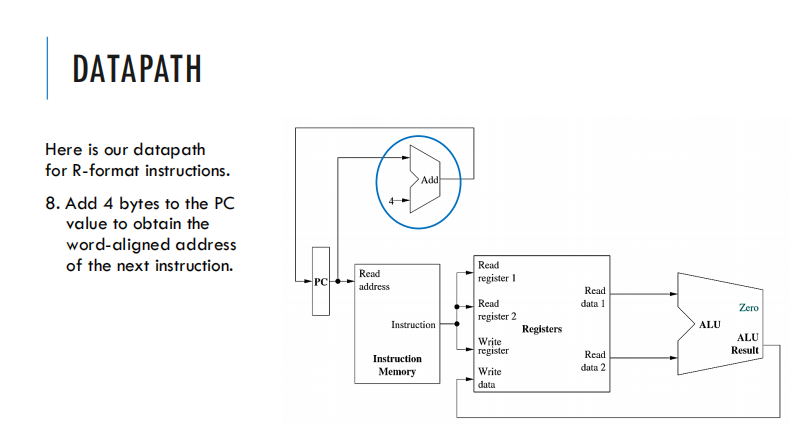 DATAPATH
Here is our datapath
for R-format instructions.
8. Add 4 bytes to the PC
value to obtain the
word-aligned address
of the next instruction.
Add
4
PC
Read
address
Instruction
Instruction
Memory
Read
register 1
Read
register 2
Write
register
Write
data
Registers
Read
data 1
Read
data 2
ALU
Zero
ALU
Result